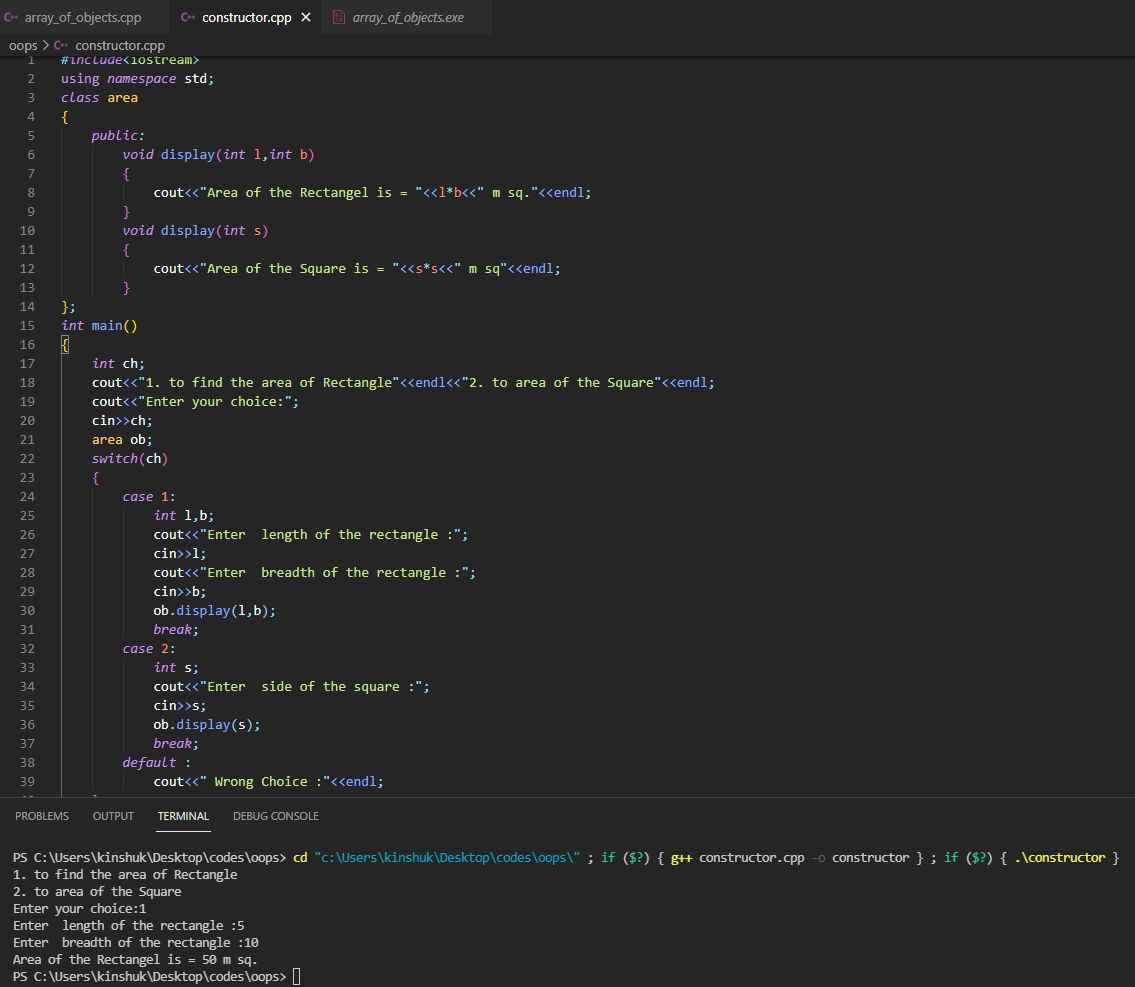 array_of_objects.cpp constructor.cpp array_of_objects.exe
oops > constructor.cpp
1 #include<iostream>
2 using namespace std;
3 class area
4 {
5 public:
6 void display(int l,int b)
7 {
8 cout<<"Area of the Rectangel is = "<<l*b<<" m sq."<<endl;
9 }
10 void display(int s)
11 {
12 cout<<"Area of the Square is = "<<s*s<<" m sq"<<endl;
13 }
14 };
15 int main()
16 {
17 int ch;
18 cout<<"1. to find the area of Rectangle"<<endl<<"2. to area of the Square"<<endl;
19 cout<<"Enter your choice:";
20 cin>>ch;
21 area ob;
22 switch(ch)
23 {
24 case 1:
25 int l,b;
26 cout<<"Enter  length of the rectangle :";
27 cin>>l;
28 cout<<"Enter  breadth of the rectangle :";
29 cin>>b;
30 ob.display(l,b);
31 break;
32 case 2:
33 int s;
34 cout<<"Enter  side of the square :";
35 cin>>s;
36 ob.display(s);
37 break;
38 default :
39 cout<<" Wrong Choice :"<<endl;
PROBLEMS OUTPUT TERMINAL DEBUG CONSOLE
PS C:\Users\kinshuk\Desktop\codes\oops> cd "c:\Users\kinshuk\Desktop\codes\oops\" ; if ($?) { g++ constructor.cpp -o constructor } ; if ($?) { .\constructor }
1. to find the area of Rectangle
2. to area of the Square
Enter your choice:1
Enter  length of the rectangle :5
Enter  breadth of the rectangle :10
Area of the Rectangel is = 50 m sq.
PS C:\Users\kinshuk\Desktop\codes\oops>